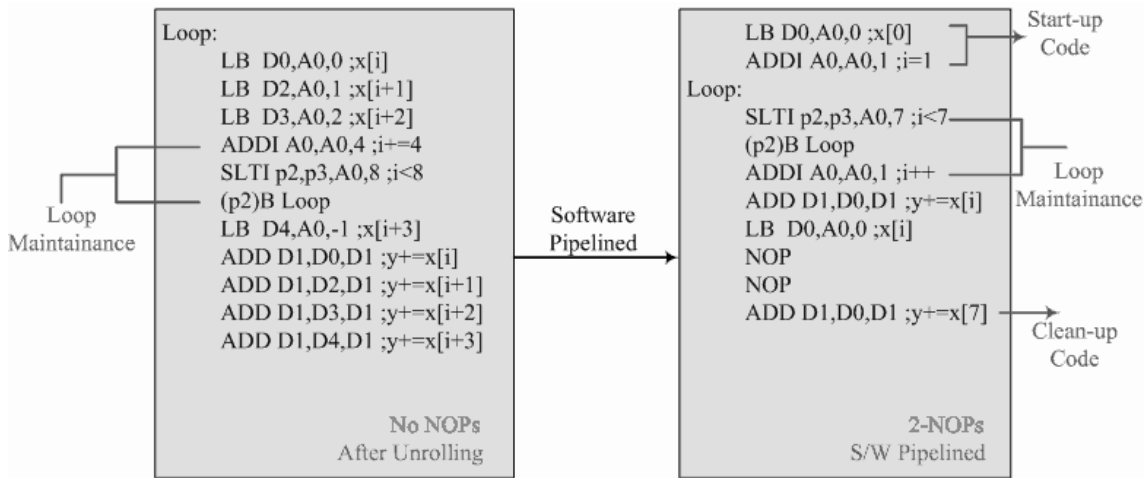 Loop:
LB D0,A0,0 ;x[i]
LB D2,A0,1 ;x[i+1]
LB D3,A0,2 ;x[i+2]
ADDI A0,A0,4 ;i+=4
SLTI p2,p3,A0,8 ;i<8
(p2)B Loop
LB D4,A0,-1 ;x[i+3]
ADD D1,D0,D1 ;y+=x[i]
ADD D1,D2,D1 ;y+=x[i+1]
ADD D1,D3,D1 ;y+=x[i+2]
ADD D1,D4,D1 ;y+=x[i+3]
No NOPs
After Unrolling
Loop
Maintainance
Software
Pipelined
LB D0,A0,0 ;x[0]
ADDI A0,A0,1 ;i=1
Loop:
SLTI p2,p3,A0,7 ;i<7
(p2)B Loop
ADDI A0,A0,1 ;i++
ADD D1,D0,D1 ;y+=x[i]
LB D0,A0,0 ;x[i]
NOP
NOP
ADD D1,D0,D1 ;y+=x[7]
2-NOPs
S/W Pipelined
Start-up
Code
Loop
Maintainance
Clean-up
Code